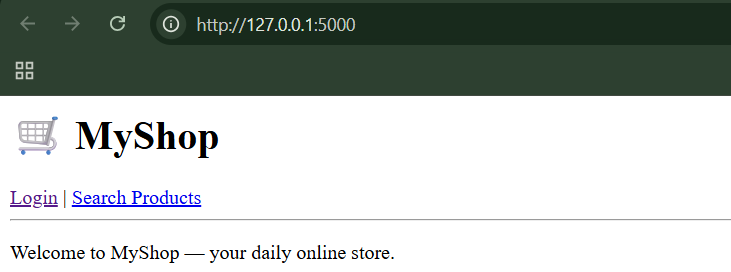 http://127.0.0.1:5000
MyShop
Login | Search Products
Welcome to MyShop — your daily online store.